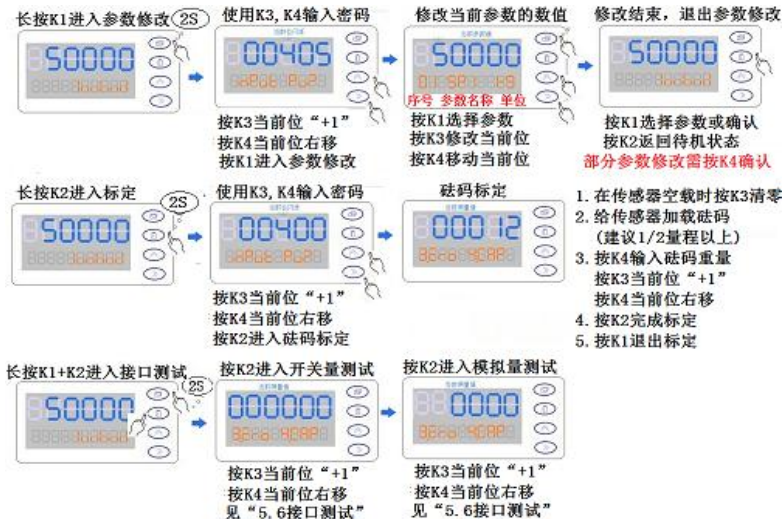 长按K1进入参数修改
2S
50000
使用K3, K4输入密码
00405
按K3当前位“+1”
按K4当前位右移
按K1进入参数修改
修改当前参数的数值
50000
序号 参数名称 单位
按K1选择参数
按K3修改当前位
按K4移动当前位
修改结束，退出参数修改
50000
按K1选择参数或确认
按K2返回待机状态
部分参数修改需按K4确认
长按K2进入标定
2S
50000
使用K3, K4输入密码
00400
按K3当前位“+1”
按K4当前位右移
按K2进入砝码标定
砝码标定
00012
1. 在传感器空载时按K3清零
2. 给传感器加载砝码
(建议1/2量程以上)
3. 按K4输入砝码重量
按K3当前位“+1”
按K4当前位右移
4. 按K2完成标定
5. 按K1退出标定
长按K1+K2进入接口测试
2S
50000
按K2进入开关量测试
000000
按K3当前位“+1”
按K4当前位右移
见“5.6接口测试”
按K2进入模拟量测试
0000
按K3当前位“+1”
按K4当前位右移
见“5.6接口测试”